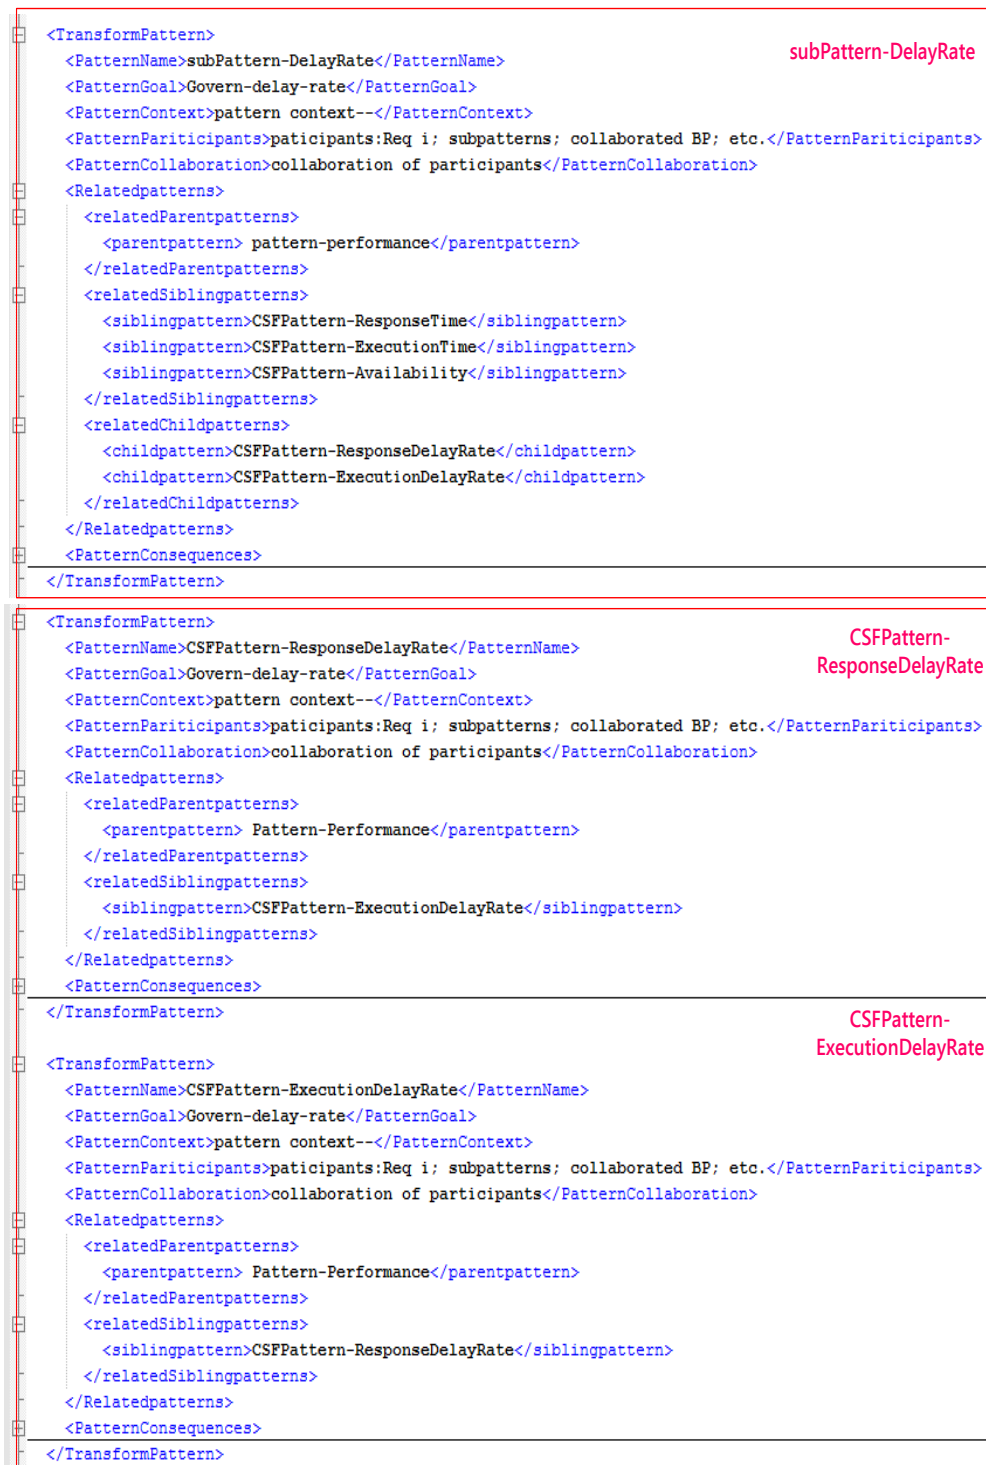 <TransformPattern>
subPattern-DelayRate
<PatternName>subPattern-DelayRate</PatternName>
<PatternGoal>Govern-delay-rate</PatternGoal>
<PatternContext>pattern context--</PatternContext>
<PatternPariticipants>paticipants:Req i; subpatterns; collaborated BP; etc.</PatternPariticipants>
<PatternCollaboration>collaboration of participants</PatternCollaboration>
<Relatedpatterns>
<relatedParentpatterns>
<parentpattern> pattern-performance</parentpattern>
</relatedParentpatterns>
<relatedSiblingpatterns>
<siblingpattern>CSFPattern-ResponseTime</siblingpattern>
<siblingpattern>CSFPattern-ExecutionTime</siblingpattern>
<siblingpattern>CSFPattern-Availability</siblingpattern>
</relatedSiblingpatterns>
<relatedChildpatterns>
<childpattern>CSFPattern-ResponseDelayRate</childpattern>
<childpattern>CSFPattern-ExecutionDelayRate</childpattern>
</relatedChildpatterns>
</Relatedpatterns>
<PatternConsequences>
</TransformPattern>
<TransformPattern>
CSFPattern-
ResponseDelayRate
<PatternName>CSFPattern-ResponseDelayRate</PatternName>
<PatternGoal>Govern-delay-rate</PatternGoal>
<PatternContext>pattern context--</PatternContext>
<PatternPariticipants>paticipants:Req i; subpatterns; collaborated BP; etc.</PatternPariticipants>
<PatternCollaboration>collaboration of participants</PatternCollaboration>
<Relatedpatterns>
<relatedParentpatterns>
<parentpattern> Pattern-Performance</parentpattern>
</relatedParentpatterns>
<relatedSiblingpatterns>
<siblingpattern>CSFPattern-ExecutionDelayRate</siblingpattern>
</relatedSiblingpatterns>
</Relatedpatterns>
<PatternConsequences>
</TransformPattern>
CSFPattern-
ExecutionDelayRate
<TransformPattern>
<PatternName>CSFPattern-ExecutionDelayRate</PatternName>
<PatternGoal>Govern-delay-rate</PatternGoal>
<PatternContext>pattern context--</PatternContext>
<PatternPariticipants>paticipants:Req i; subpatterns; collaborated BP; etc.</PatternPariticipants>
<PatternCollaboration>collaboration of participants</PatternCollaboration>
<Relatedpatterns>
<relatedParentpatterns>
<parentpattern> Pattern-Performance</parentpattern>
</relatedParentpatterns>
<relatedSiblingpatterns>
<siblingpattern>CSFPattern-ResponseDelayRate</siblingpattern>
</relatedSiblingpatterns>
</Relatedpatterns>
<PatternConsequences>
</TransformPattern>